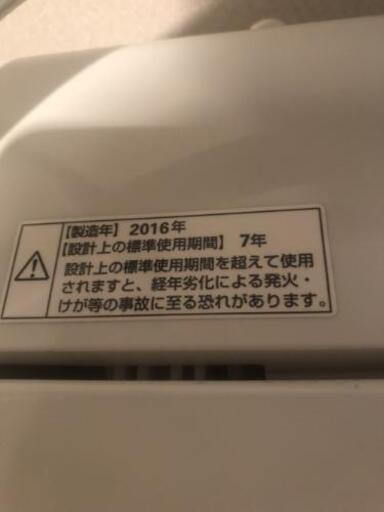 【製造年】 2016年
【設計上の標準使用期間】 7年
設計上の標準使用期間を超えて使用
されますと、経年劣化による発火・
けが等の事故に至る恐れがあります。